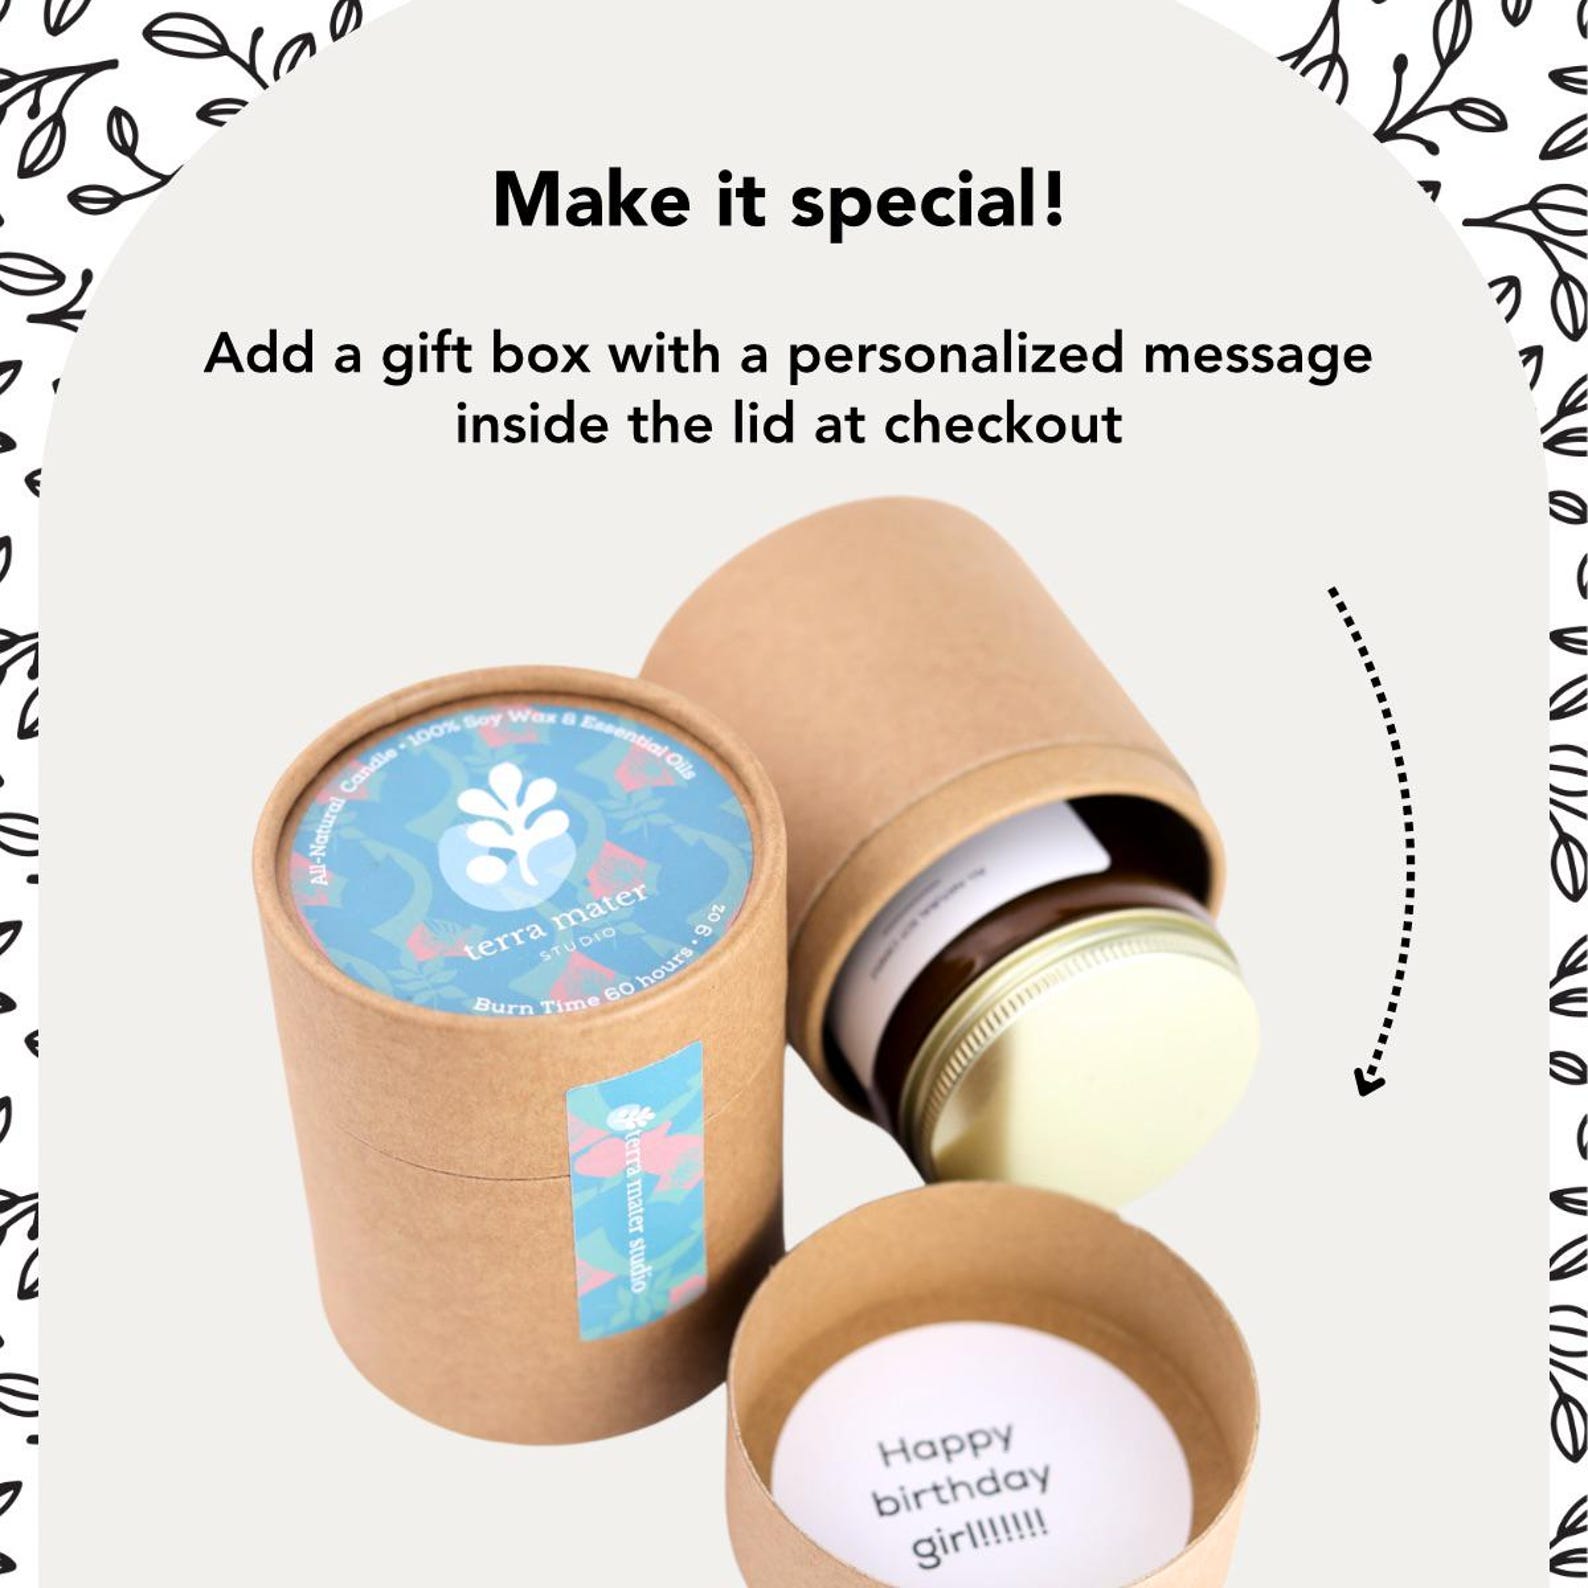 Make it special!
Add a gift box with a personalized message
inside the lid at checkout
All-Natural Candle • 100% Soy Wax & Essential Oils
terra mater
STUDIO
Burn Time 60 hours • 9 oz
terra mater studio
Happy
birthday
girl!!!!!!!